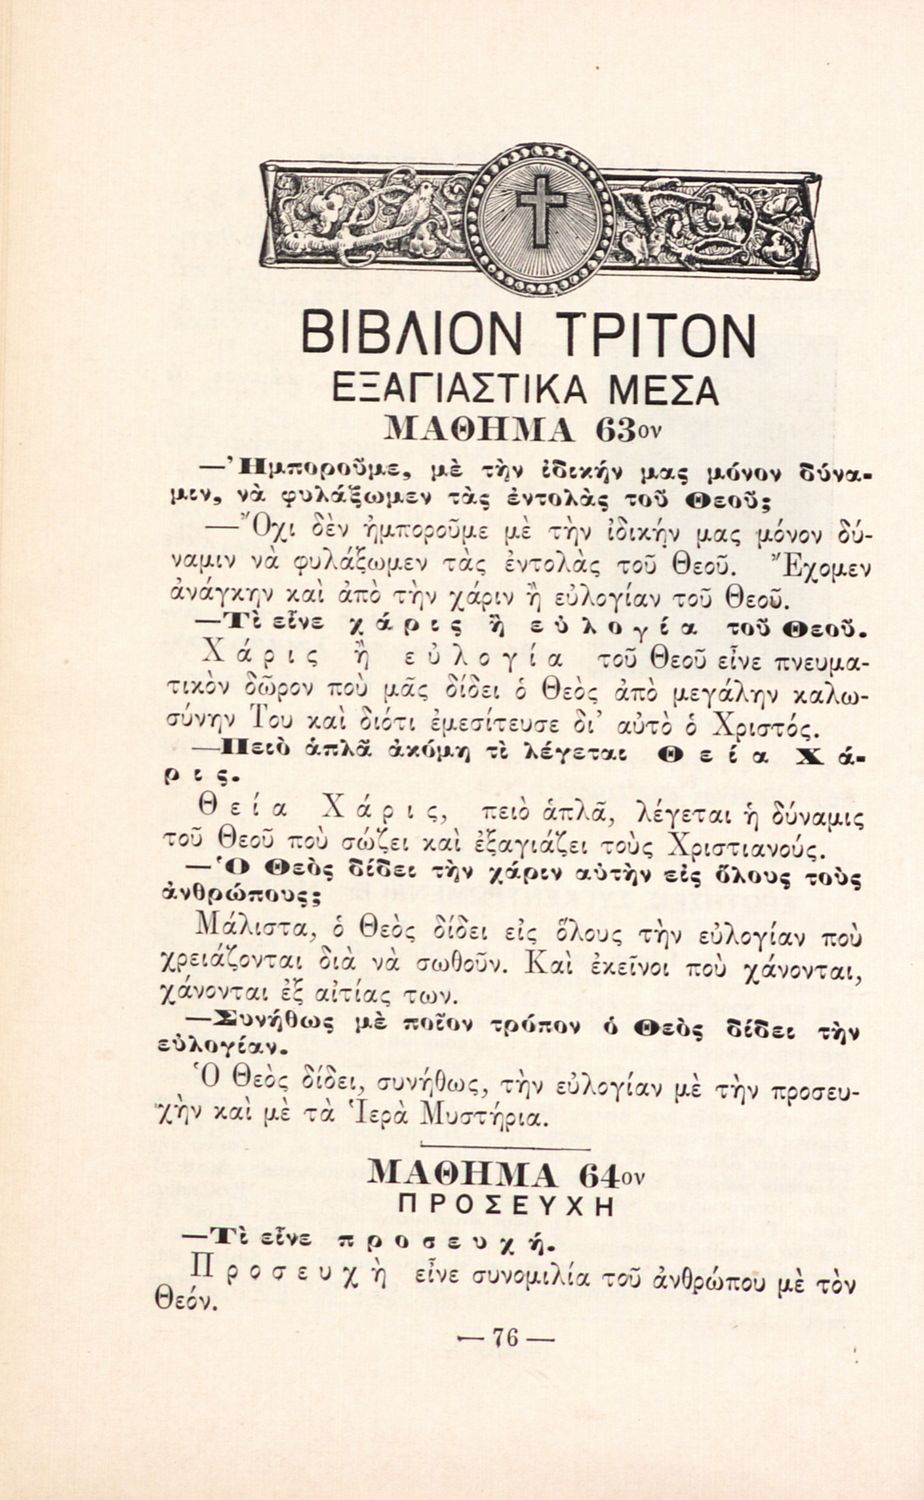 ΒΙΒΛΙΟΝ ΤΡΙΤΟΝ
ΕΞΑΓΙΑΣΤΙΚΑ ΜΕΣΑ
ΜΑΘΗΜΑ 63ον
—Ἠμποροῦμε, μὲ τὴν ἰδικήν μας μόνον δύνα-
μιν, νὰ φυλάξωμεν τὰς ἐντολὰς τοῦ Θεοῦ;
—Ὄχι δὲν ἠμποροῦμε μὲ τὴν ἰδικήν μας μόνον δύ-
ναμιν νὰ φυλάξωμεν τὰς ἐντολὰς τοῦ Θεοῦ. Ἔχομεν
ἀνάγκην καὶ ἀπὸ τὴν χάριν ἢ εὐλογίαν τοῦ Θεοῦ.
—Τὶ εἶνε χάρις ἢ εὐλογία τοῦ Θεοῦ.
Χάρις ἢ εὐλογία τοῦ Θεοῦ εἶνε πνευμα-
τικὸν δῶρον ποὺ μᾶς δίδει ὁ Θεὸς ἀπὸ μεγάλην καλω-
σύνην Του καὶ διότι ἐμεσίτευσε δι’ αὐτὸ ὁ Χριστός.
—Πειὸ ἁπλᾶ ἀκόμη τὶ λέγεται Θεία Χά-
ρις.
Θεία Χάρις, πειὸ ἁπλᾶ, λέγεται ἡ δύναμις
τοῦ Θεοῦ ποὺ σώζει καὶ ἐξαγιάζει τοὺς Χριστιανούς.
—Ὁ Θεὸς δίδει τὴν χάριν αὐτὴν εἰς ὅλους τοὺς
ἀνθρώπους;
Μάλιστα, ὁ Θεὸς δίδει εἰς ὅλους τὴν εὐλογίαν ποὺ
χρειάζονται διὰ νὰ σωθοῦν. Καὶ ἐκεῖνοι ποὺ χάνονται,
χάνονται ἐξ αἰτίας των.
—Συνήθως μὲ ποῖον τρόπον ὁ Θεὸς δίδει τὴν
εὐλογίαν.
Ὁ Θεὸς δίδει, συνήθως, τὴν εὐλογίαν μὲ τὴν προσευ-
χὴν καὶ μὲ τὰ Ἱερὰ Μυστήρια.
ΜΑΘΗΜΑ 64ον
ΠΡΟΣΕΥΧΗ
—Τὶ εἶνε προσευχή.
Προσευχὴ εἶνε συνομιλία τοῦ ἀνθρώπου μὲ τὸν
Θεόν.
— 76 —